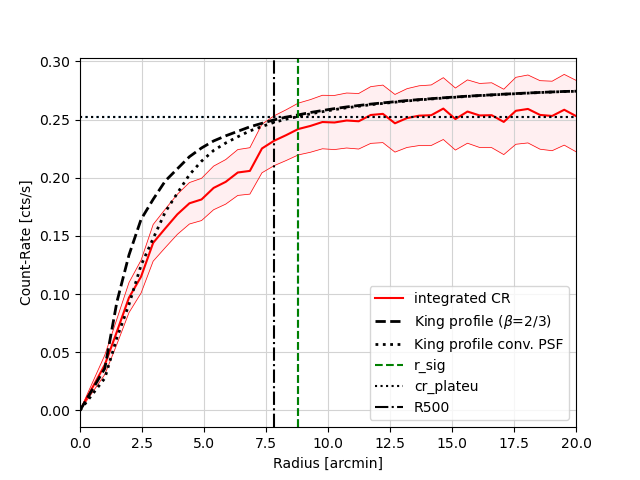 0.30
0.25
0.20
0.15
0.10
0.05
0.00
Count-Rate [cts/s]
integrated CR
King profile (β=2/3)
King profile conv. PSF
r_sig
cr_plateu
R500
0.0 2.5 5.0 7.5 10.0 12.5 15.0 17.5 20.0
Radius [arcmin]